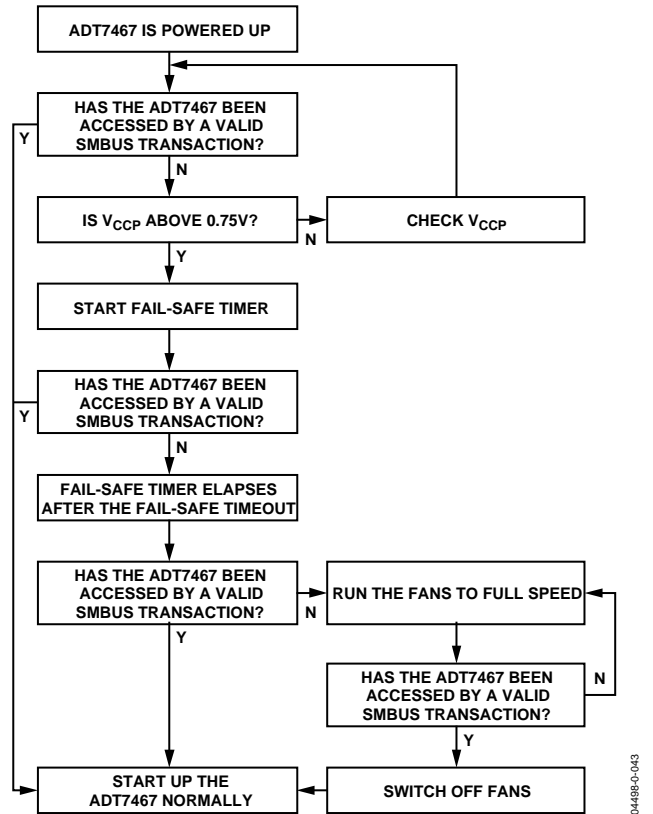 ADT7467 IS POWERED UP
HAS THE ADT7467 BEEN
ACCESSED BY A VALID
SMBUS TRANSACTION?
Y
N
IS VCCP ABOVE 0.75V?
N
CHECK VCCP
Y
START FAIL-SAFE TIMER
HAS THE ADT7467 BEEN
ACCESSED BY A VALID
SMBUS TRANSACTION?
Y
N
FAIL-SAFE TIMER ELAPSES
AFTER THE FAIL-SAFE TIMEOUT
HAS THE ADT7467 BEEN
ACCESSED BY A VALID
SMBUS TRANSACTION?
N
RUN THE FANS TO FULL SPEED
Y
HAS THE ADT7467 BEEN
ACCESSED BY A VALID
SMBUS TRANSACTION?
N
Y
START UP THE
ADT7467 NORMALLY
SWITCH OFF FANS
04498-0-043